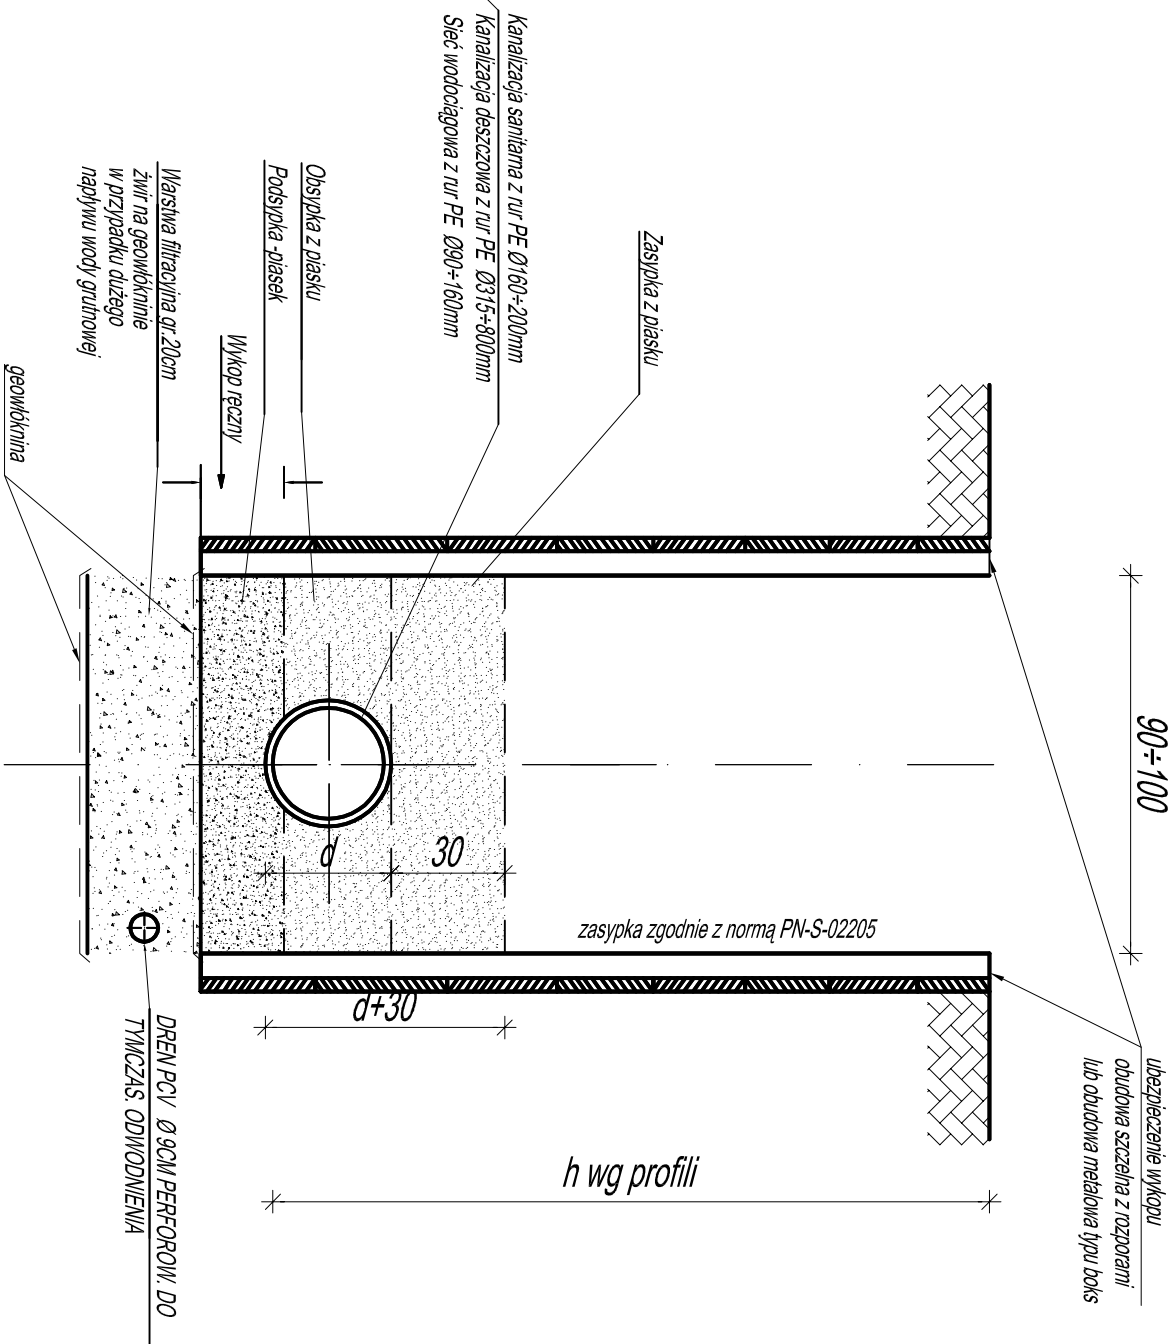 Kanalizacja sanitarna z rur PE Ø160÷200mm
Kanalizacja deszczowa z rur PE Ø315÷800mm
Sieć wodociągowa z rur PE Ø90÷160mm
Zasypka z piasku
Obsypka z piasku
Podsypka -piasek
Wykop ręczny
Warstwa filtracyjna gr.20cm
żwir na geowłókninie
w przypadku dużego
napływu wody gruntowej
geowłóknina
90÷100
d
30
zasypka zgodnie z normą PN-S-02205
d+30
h wg profili
ubezpieczenie wykopu
obudowa szczelna z rozporami
lub obudowa metalowa typu boks
DREN PCV Ø 9CM PERFOROW. DO
TYMCZAS. ODWODNIENIA